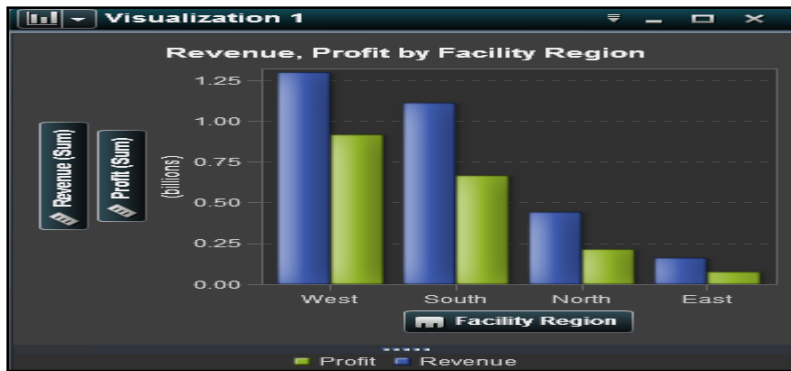 Visualization 1
Revenue, Profit by Facility Region
Revenue (Sum)
Profit (Sum)
(billions)
1.25
1.00
0.75
0.50
0.25
0.00
West South North East
Facility Region
Profit Revenue